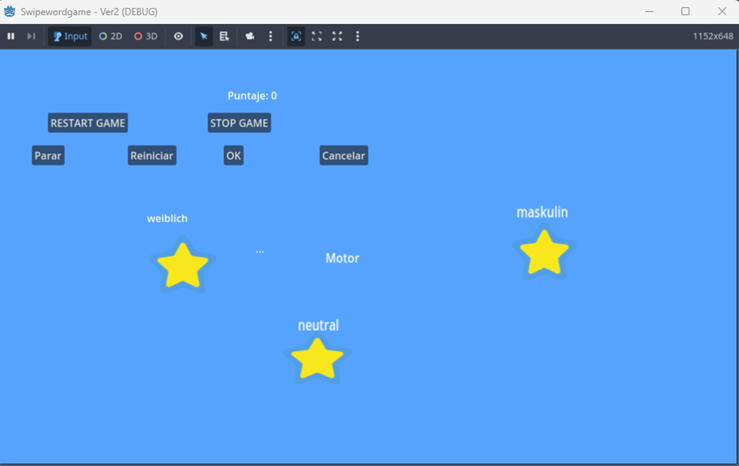 Swipewordgame - Ver2 (DEBUG)
Input 2D 3D 1152x648
Puntaje: 0
RESTART GAME STOP GAME
Parar Reiniciar OK Cancelar
maskulin
weiblich
...
Motor
neutral